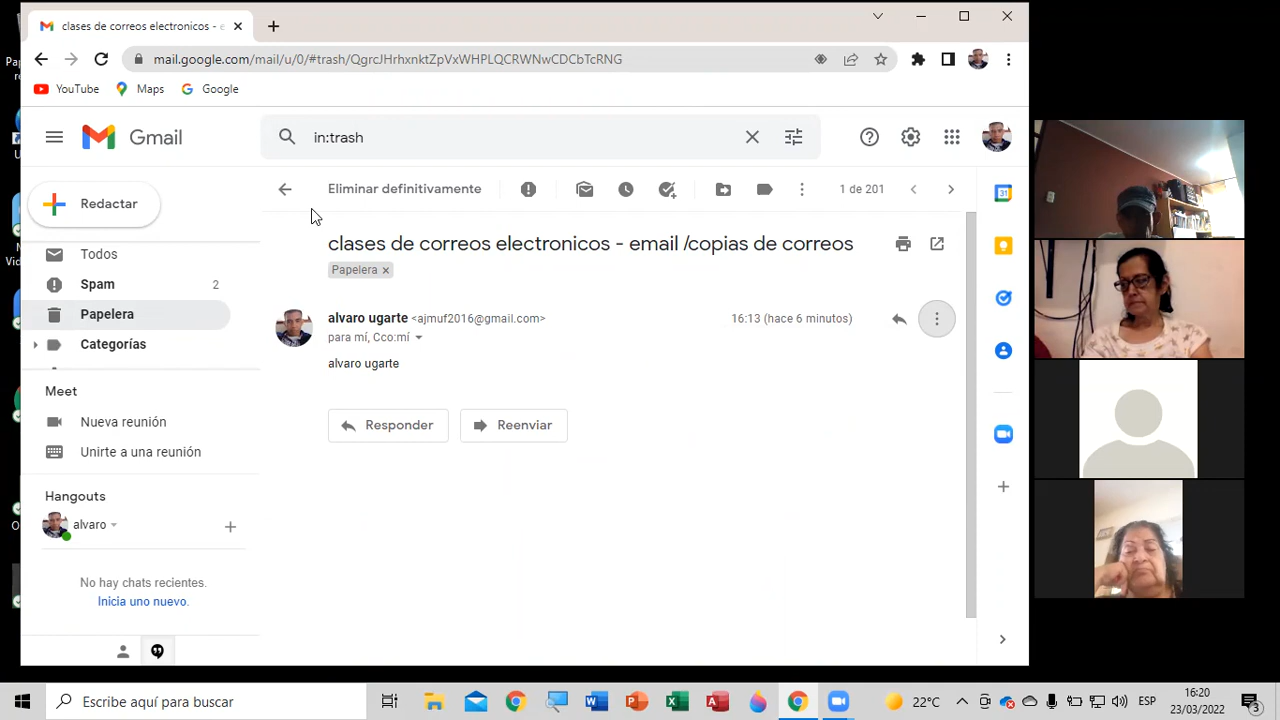 clases de correos electronicos - e
mail.google.com/mail/u/0/#trash/QgrcJHrhxnktZpVxWHPLQCRWNwCDCbTcRNG
YouTube
Maps
Google
Gmail
in:trash
Redactar
Eliminar definitivamente
1 de 201
clases de correos electronicos - email /copias de correos
Papelera ×
Todos
Spam 2
Papelera
Categorías
alvaro ugarte <ajmuf2016@gmail.com>
16:13 (hace 6 minutos)
para mí, Cco:mí
alvaro ugarte
Responder
Reenviar
Meet
Nueva reunión
Unirte a una reunión
Hangouts
alvaro
No hay chats recientes.
Inicia uno nuevo.
Escribe aquí para buscar
22°C
ESP
16:20
23/03/2022
3